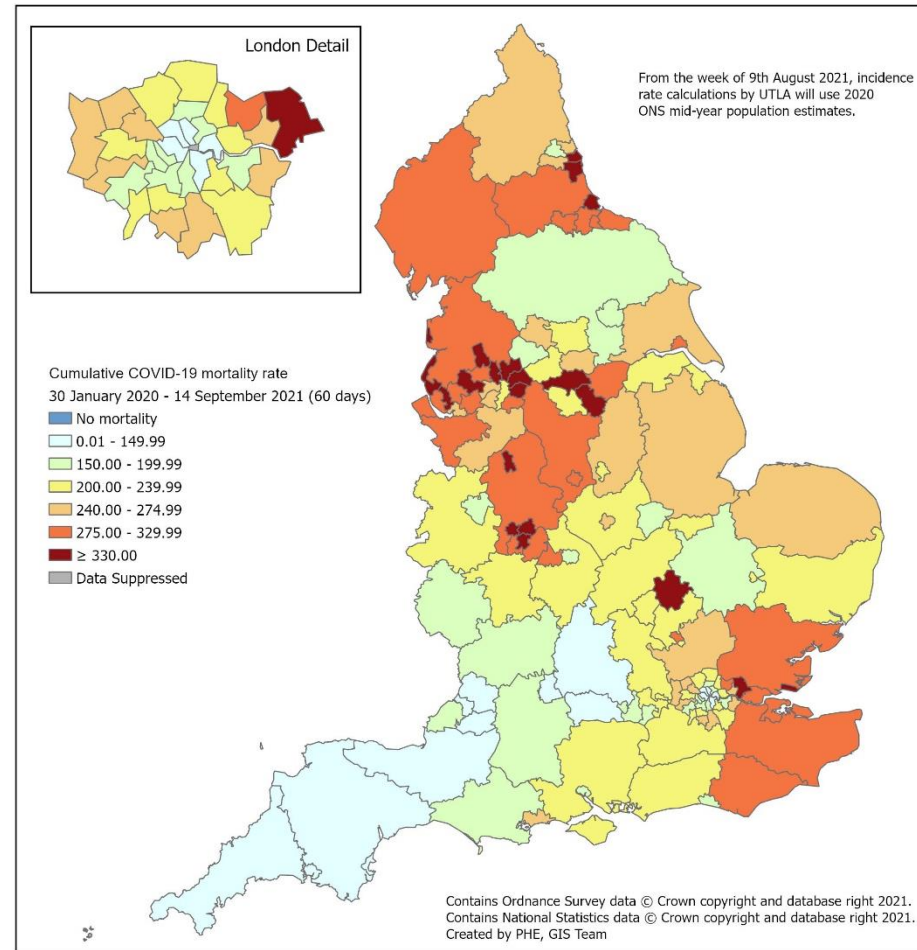 London Detail
From the week of 9th August 2021, incidence
rate calculations by UTLA will use 2020
ONS mid-year population estimates.
Cumulative COVID-19 mortality rate
30 January 2020 - 14 September 2021 (60 days)
No mortality
0.01 - 149.99
150.00 - 199.99
200.00 - 239.99
240.00 - 274.99
275.00 - 329.99
≥ 330.00
Data Suppressed
Contains Ordnance Survey data © Crown copyright and database right 2021.
Contains National Statistics data © Crown copyright and database right 2021.
Created by PHE, GIS Team